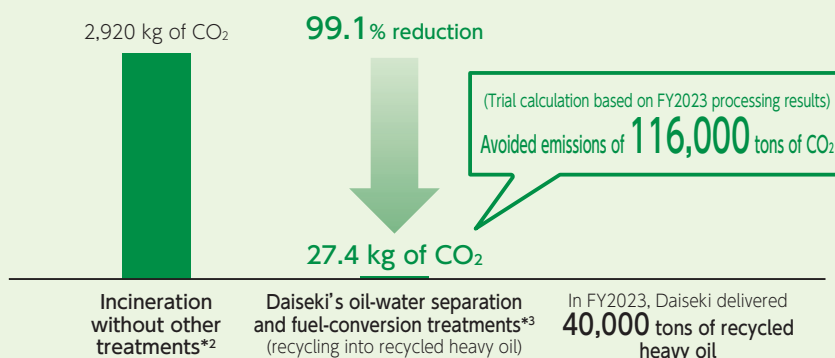 2,920 kg of CO₂
99.1% reduction
(Trial calculation based on FY2023 processing results)
Avoided emissions of 116,000 tons of CO₂
27.4 kg of CO₂
Incineration
without other
treatments*2
Daiseki's oil-water separation
and fuel-conversion treatments*3
(recycling into recycled heavy oil)
In FY2023, Daiseki delivered
40,000 tons of recycled
heavy oil